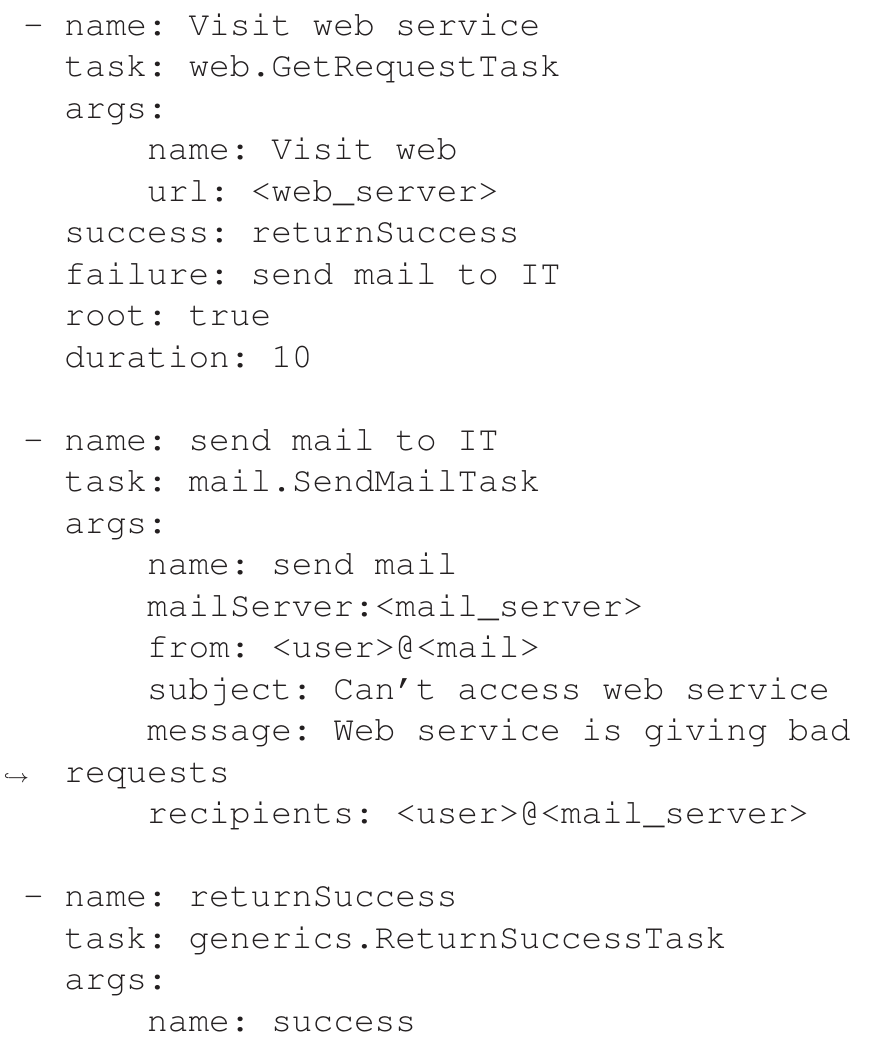 - name: Visit web service
  task: web.GetRequestTask
  args:
      name: Visit web
      url: <web_server>
  success: returnSuccess
  failure: send mail to IT
  root: true
  duration: 10

- name: send mail to IT
  task: mail.SendMailTask
  args:
      name: send mail
      mailServer:<mail_server>
      from: <user>@<mail>
      subject: Can't access web service
      message: Web service is giving bad
↪ requests
      recipients: <user>@<mail_server>

- name: returnSuccess
  task: generics.ReturnSuccessTask
  args:
      name: success